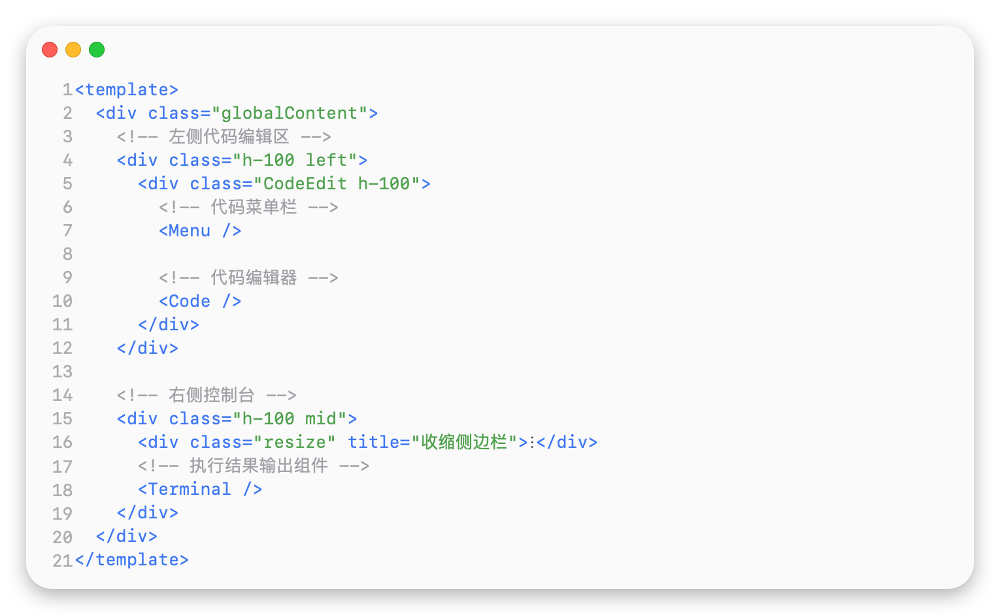 1<template>
2  <div class="globalContent">
3    <!-- 左侧代码编辑区 -->
4    <div class="h-100 left">
5      <div class="CodeEdit h-100">
6        <!-- 代码菜单栏 -->
7        <Menu />
8
9        <!-- 代码编辑器 -->
10        <Code />
11      </div>
12    </div>
13
14    <!-- 右侧控制台 -->
15    <div class="h-100 mid">
16      <div class="resize" title="收缩侧边栏">⋮</div>
17      <!-- 执行结果输出组件 -->
18      <Terminal />
19    </div>
20  </div>
21</template>